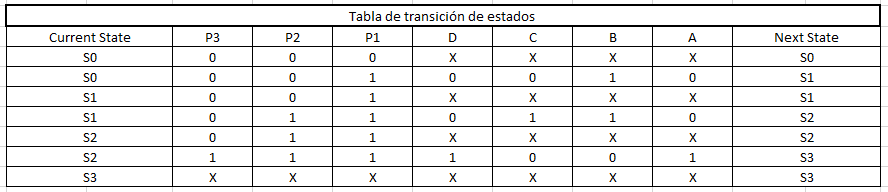 Tabla de transición de estados
Current State P3 P2 P1 D C B A Next State
S0 0 0 0 X X X X S0
S0 0 0 1 0 0 1 0 S1
S1 0 0 1 X X X X S1
S1 0 1 1 0 1 1 0 S2
S2 0 1 1 X X X X S2
S2 1 1 1 1 0 0 1 S3
S3 X X X X X X X S3